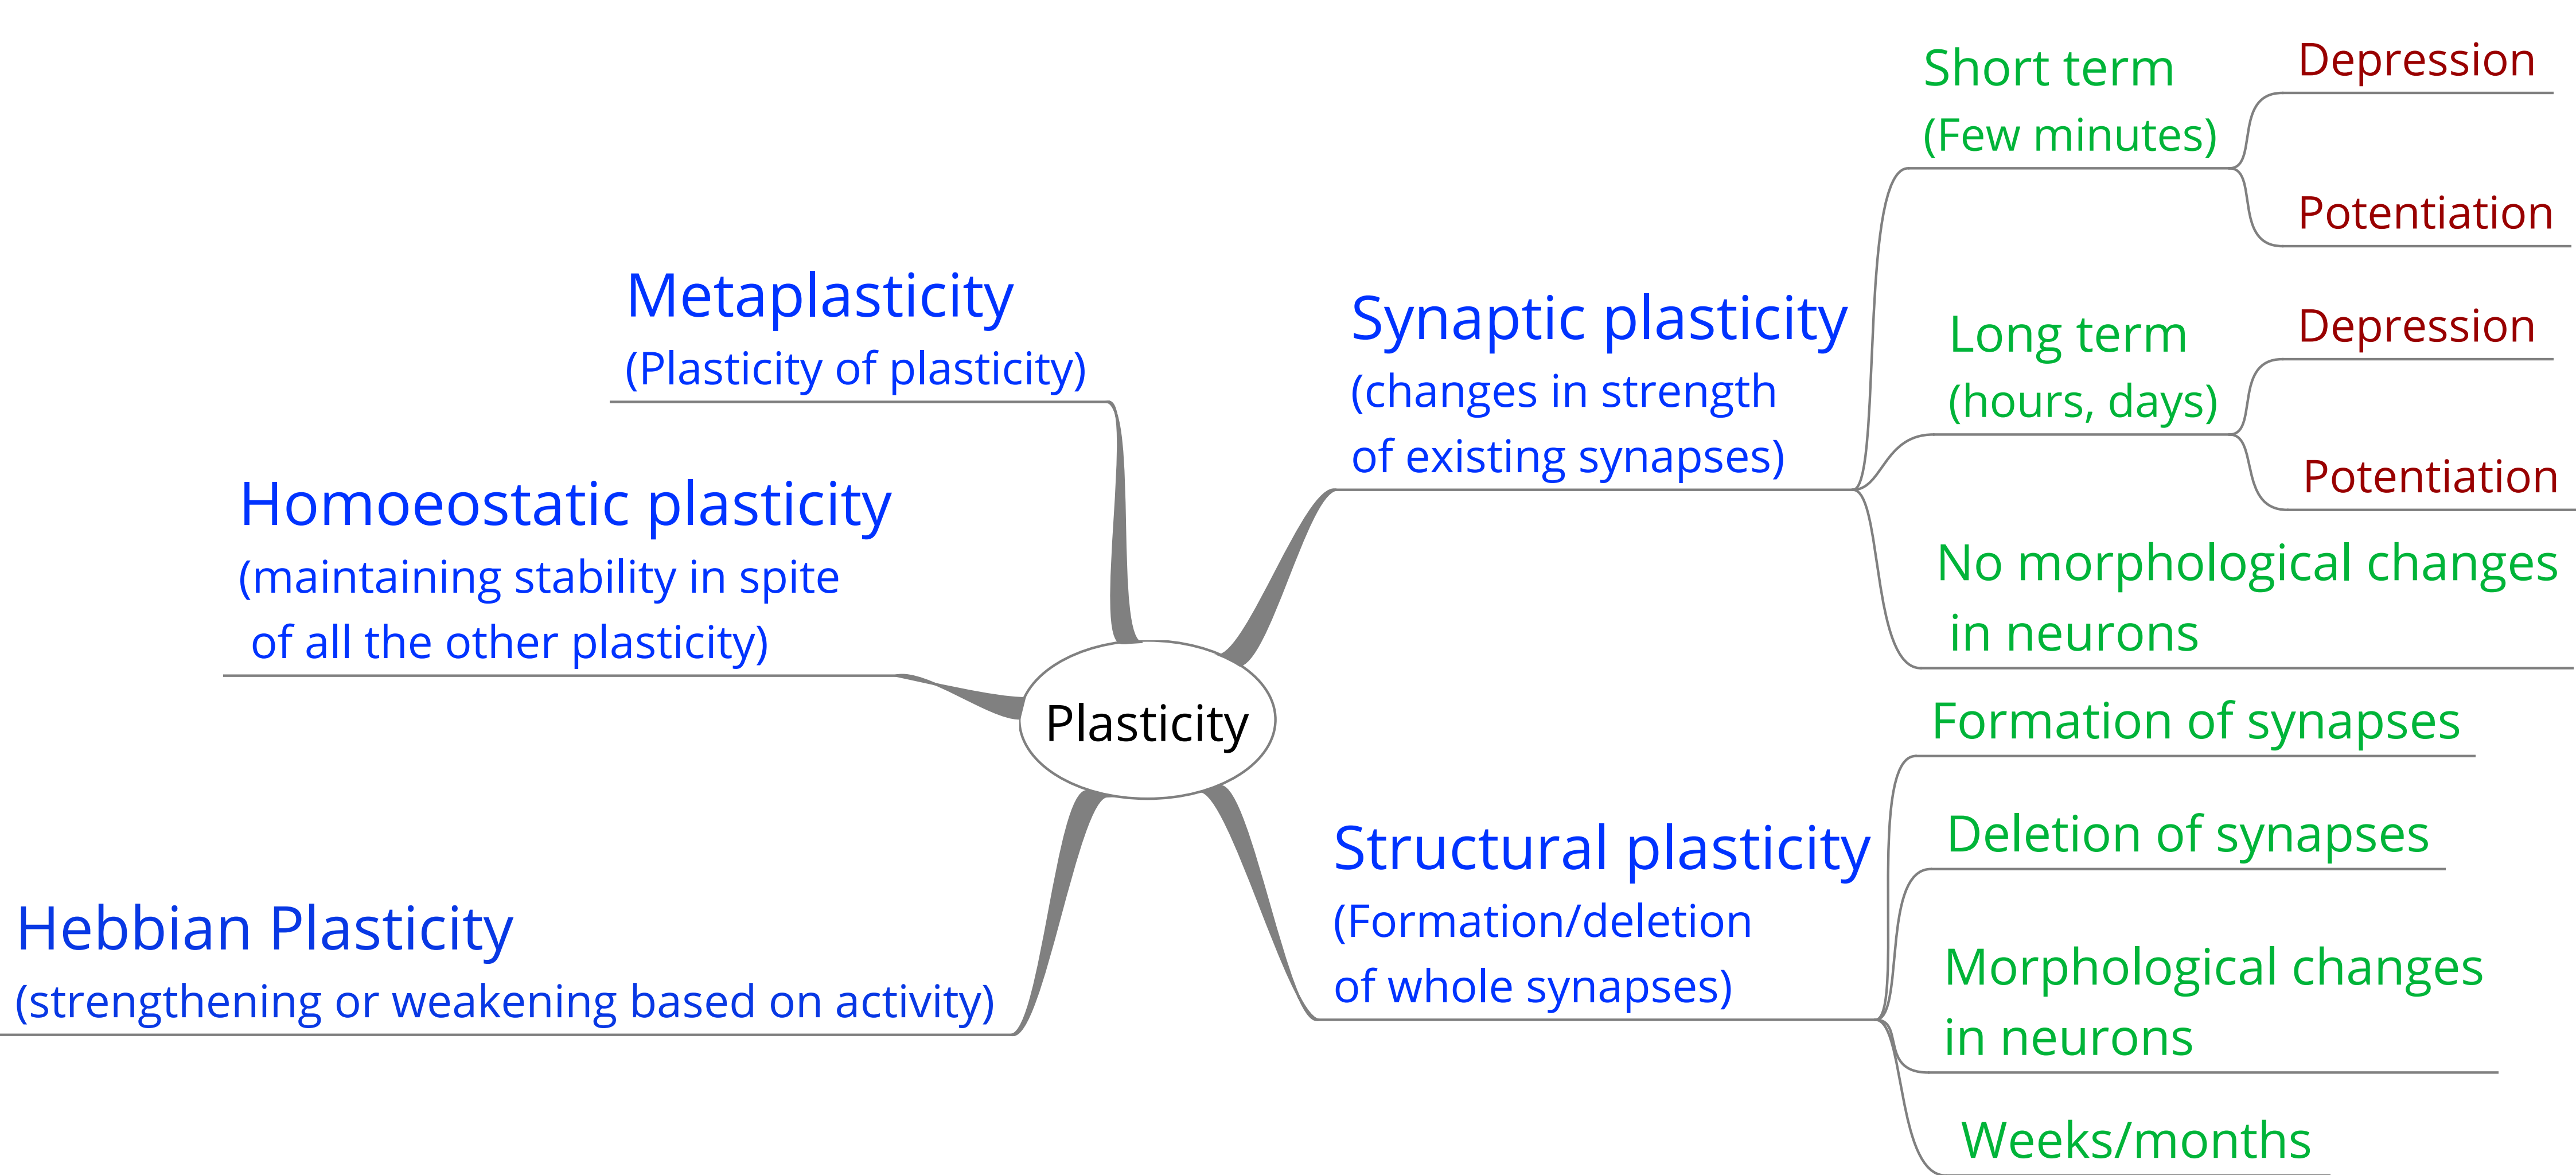 Plasticity
Metaplasticity
(Plasticity of plasticity)
Homoeostatic plasticity
(maintaining stability in spite
of all the other plasticity)
Hebbian Plasticity
(strengthening or weakening based on activity)
Synaptic plasticity
(changes in strength
of existing synapses)
Short term
(Few minutes)
Depression
Potentiation
Long term
(hours, days)
Depression
Potentiation
No morphological changes
in neurons
Structural plasticity
(Formation/deletion
of whole synapses)
Formation of synapses
Deletion of synapses
Morphological changes
in neurons
Weeks/months